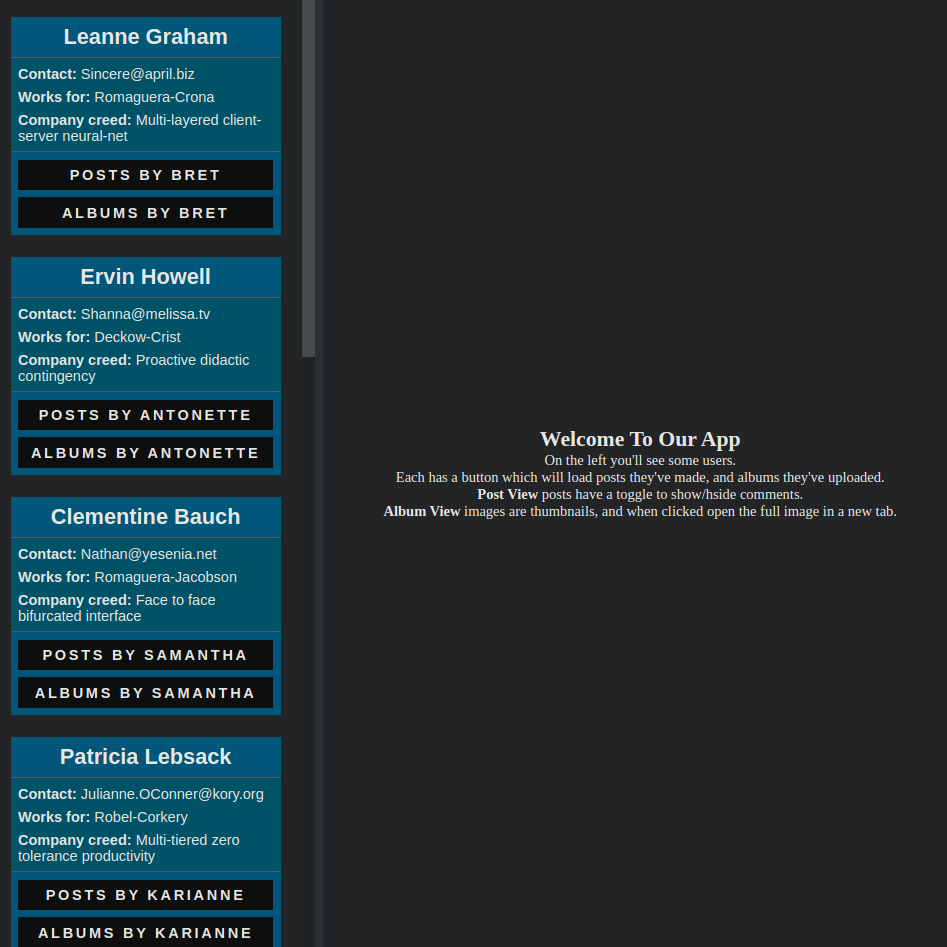 Leanne Graham
Contact: Sincere@april.biz
Works for: Romaguera-Crona
Company creed: Multi-layered client-
server neural-net
POSTS BY BRET
ALBUMS BY BRET
Ervin Howell
Contact: Shanna@melissa.tv
Works for: Deckow-Crist
Company creed: Proactive didactic
contingency
POSTS BY ANTONETTE
ALBUMS BY ANTONETTE
Clementine Bauch
Contact: Nathan@yesenia.net
Works for: Romaguera-Jacobson
Company creed: Face to face
bifurcated interface
POSTS BY SAMANTHA
ALBUMS BY SAMANTHA
Patricia Lebsack
Contact: Julianne.OConner@kory.org
Works for: Robel-Corkery
Company creed: Multi-tiered zero
tolerance productivity
POSTS BY KARIANNE
ALBUMS BY KARIANNE
Welcome To Our App
On the left you'll see some users.
Each has a button which will load posts they've made, and albums they've uploaded.
Post View posts have a toggle to show/hside comments.
Album View images are thumbnails, and when clicked open the full image in a new tab.